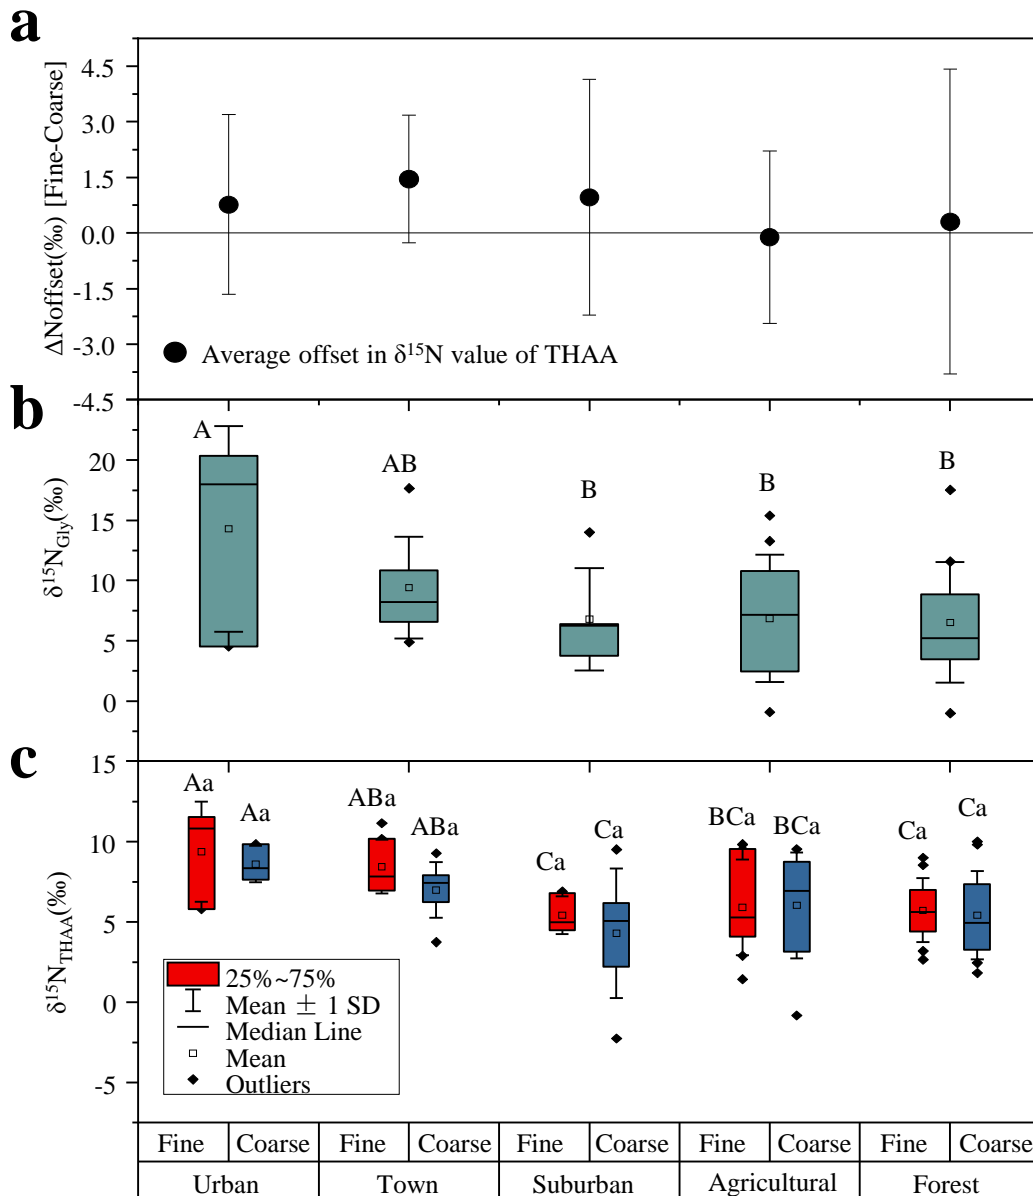 a
ΔNoffset(‰) [Fine-Coarse]
4.5
3.0
1.5
0.0
-1.5
-3.0
-4.5
Average offset in δ¹⁵N value of THAA
b
δ¹⁵N_Gly(‰)
20
15
10
5
0
A
AB
B
B
B
c
δ¹⁵N_THAA(‰)
15
10
5
0
-5
Aa
Aa
ABa
ABa
Ca
Ca
BCa
BCa
Ca
Ca
25%~75%
Mean ± 1 SD
Median Line
Mean
Outliers
Fine Coarse Fine Coarse Fine Coarse Fine Coarse Fine Coarse
Urban Town Suburban Agricultural Forest